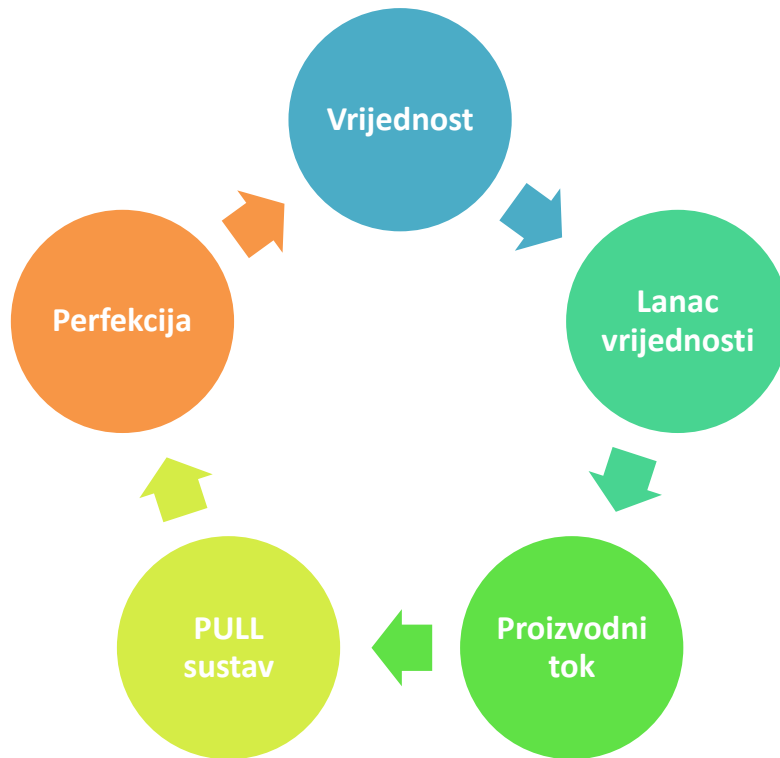 Vrijednost
Lanac
vrijednosti
Proizvodni
tok
PULL
sustav
Perfekcija